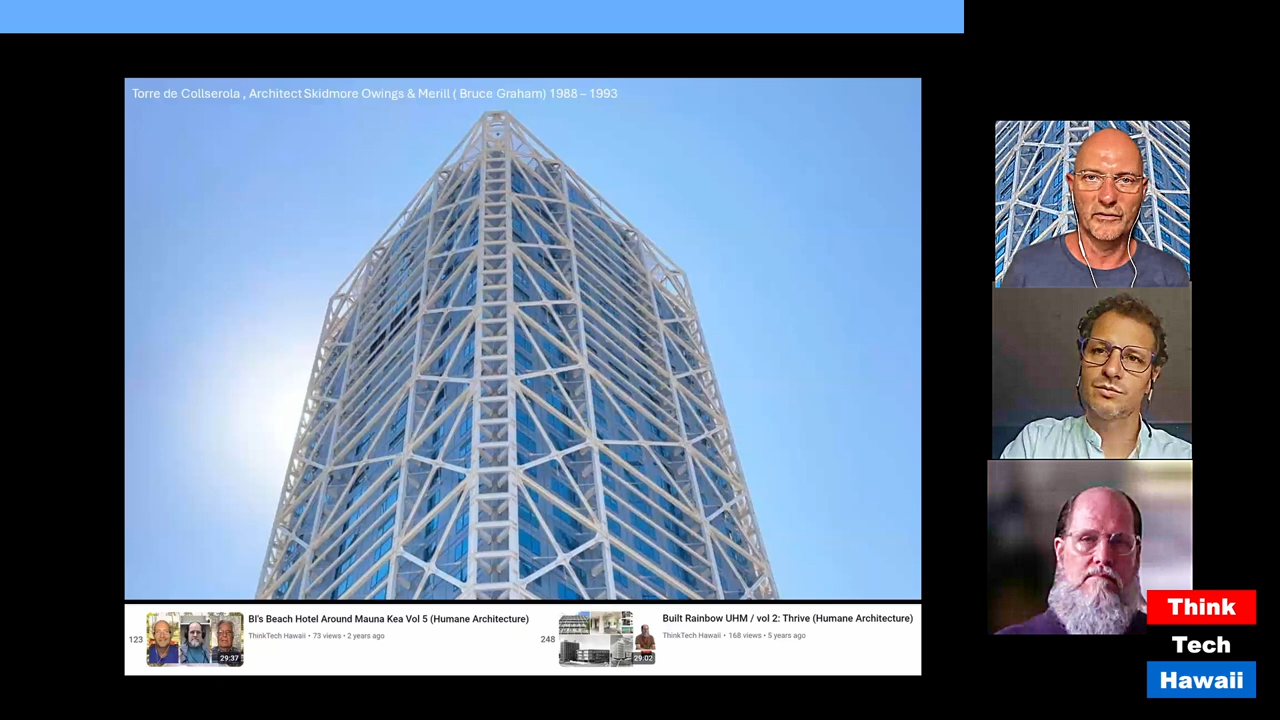 Torre de Collserola , Architect Skidmore Owings & Merill ( Bruce Graham) 1988 – 1993
123
29:37
BI's Beach Hotel Around Mauna Kea Vol 5 (Humane Architecture)
ThinkTech Hawaii • 73 views • 2 years ago
248
29:02
Built Rainbow UHM / vol 2: Thrive (Humane Architecture)
ThinkTech Hawaii • 168 views • 5 years ago
Think
Tech
Hawaii